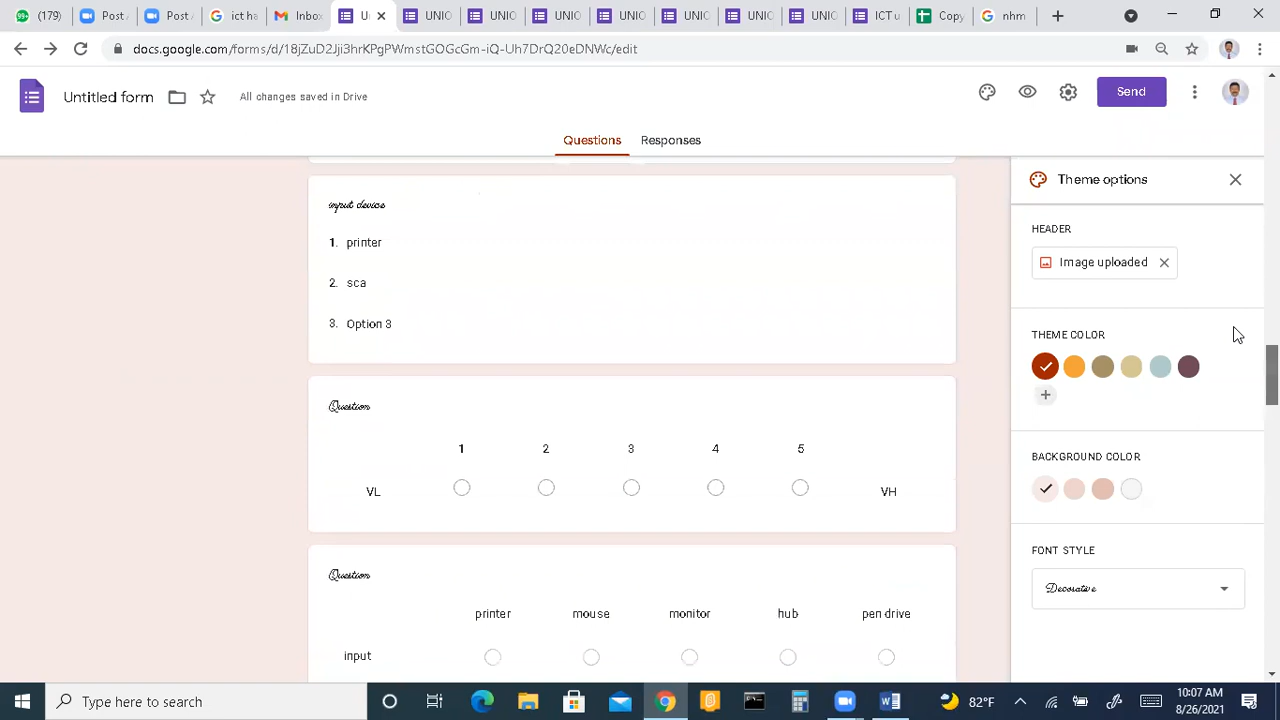 (179)
Post
Post
ict ha
Inbox
U
UNIC
UNIC
UNIC
UNIC
UNIC
UNIC
UNIC
ICT u
Copy
nhm
docs.google.com/forms/d/18jZuD2Jji3hrKPgPWmstGOGcGm-iQ-Uh7DrQ20eDNWc/edit
Untitled form
All changes saved in Drive
Send
Questions Responses
Theme options
input device
1. printer
2. sca
3. Option 3
HEADER
Image uploaded
THEME COLOR
Question
1 2 3 4 5
VL VH
BACKGROUND COLOR
FONT STYLE
Decorative
Question
printer mouse monitor hub pen drive
input
Type here to search
82°F
10:07 AM
8/26/2021